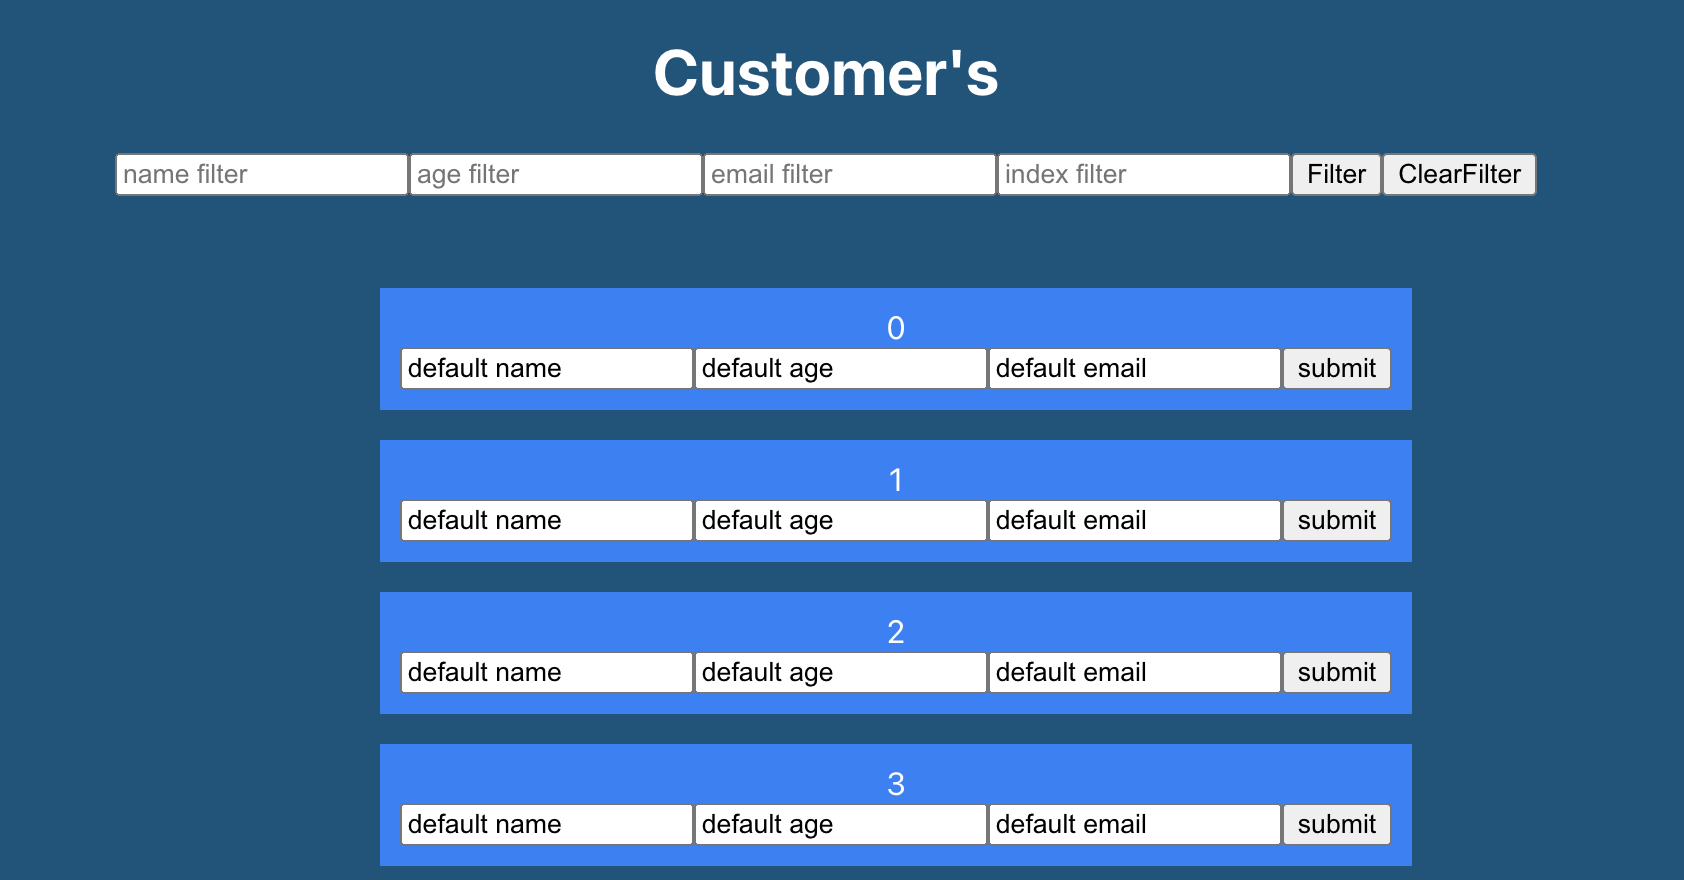 Customer's
name filter age filter email filter index filter Filter ClearFilter
0
default name default age default email submit
1
default name default age default email submit
2
default name default age default email submit
3
default name default age default email submit